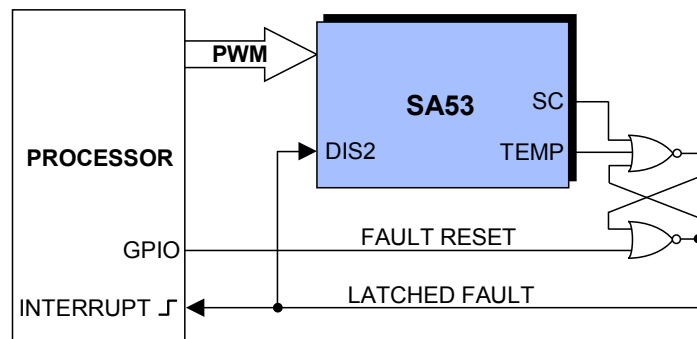 PWM
SA53
SC
PROCESSOR
DIS2
TEMP
GPIO
FAULT RESET
INTERRUPT
LATCHED FAULT